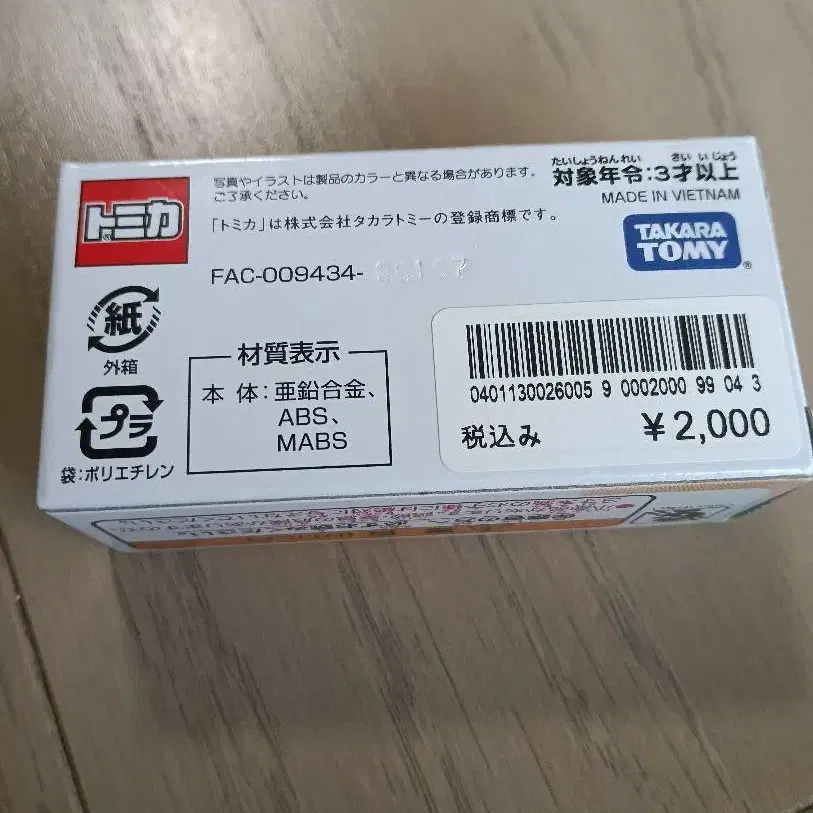 トミカ
写真やイラストは製品のカラーと異なる場合があります。
ご了承ください。
「トミカ」は株式会社タカラトミーの登録商標です。
FAC-009434-
たいしょうねんれい さい いじょう
対象年令:3才以上
MADE IN VIETNAM
TAKARA
TOMY
®
紙
外箱
プラ
袋:ポリエチレン
材質表示
本 体:亜鉛合金、
ABS、
MABS
0401130026005 9 0002000 99 04 3
税込み ¥2,000